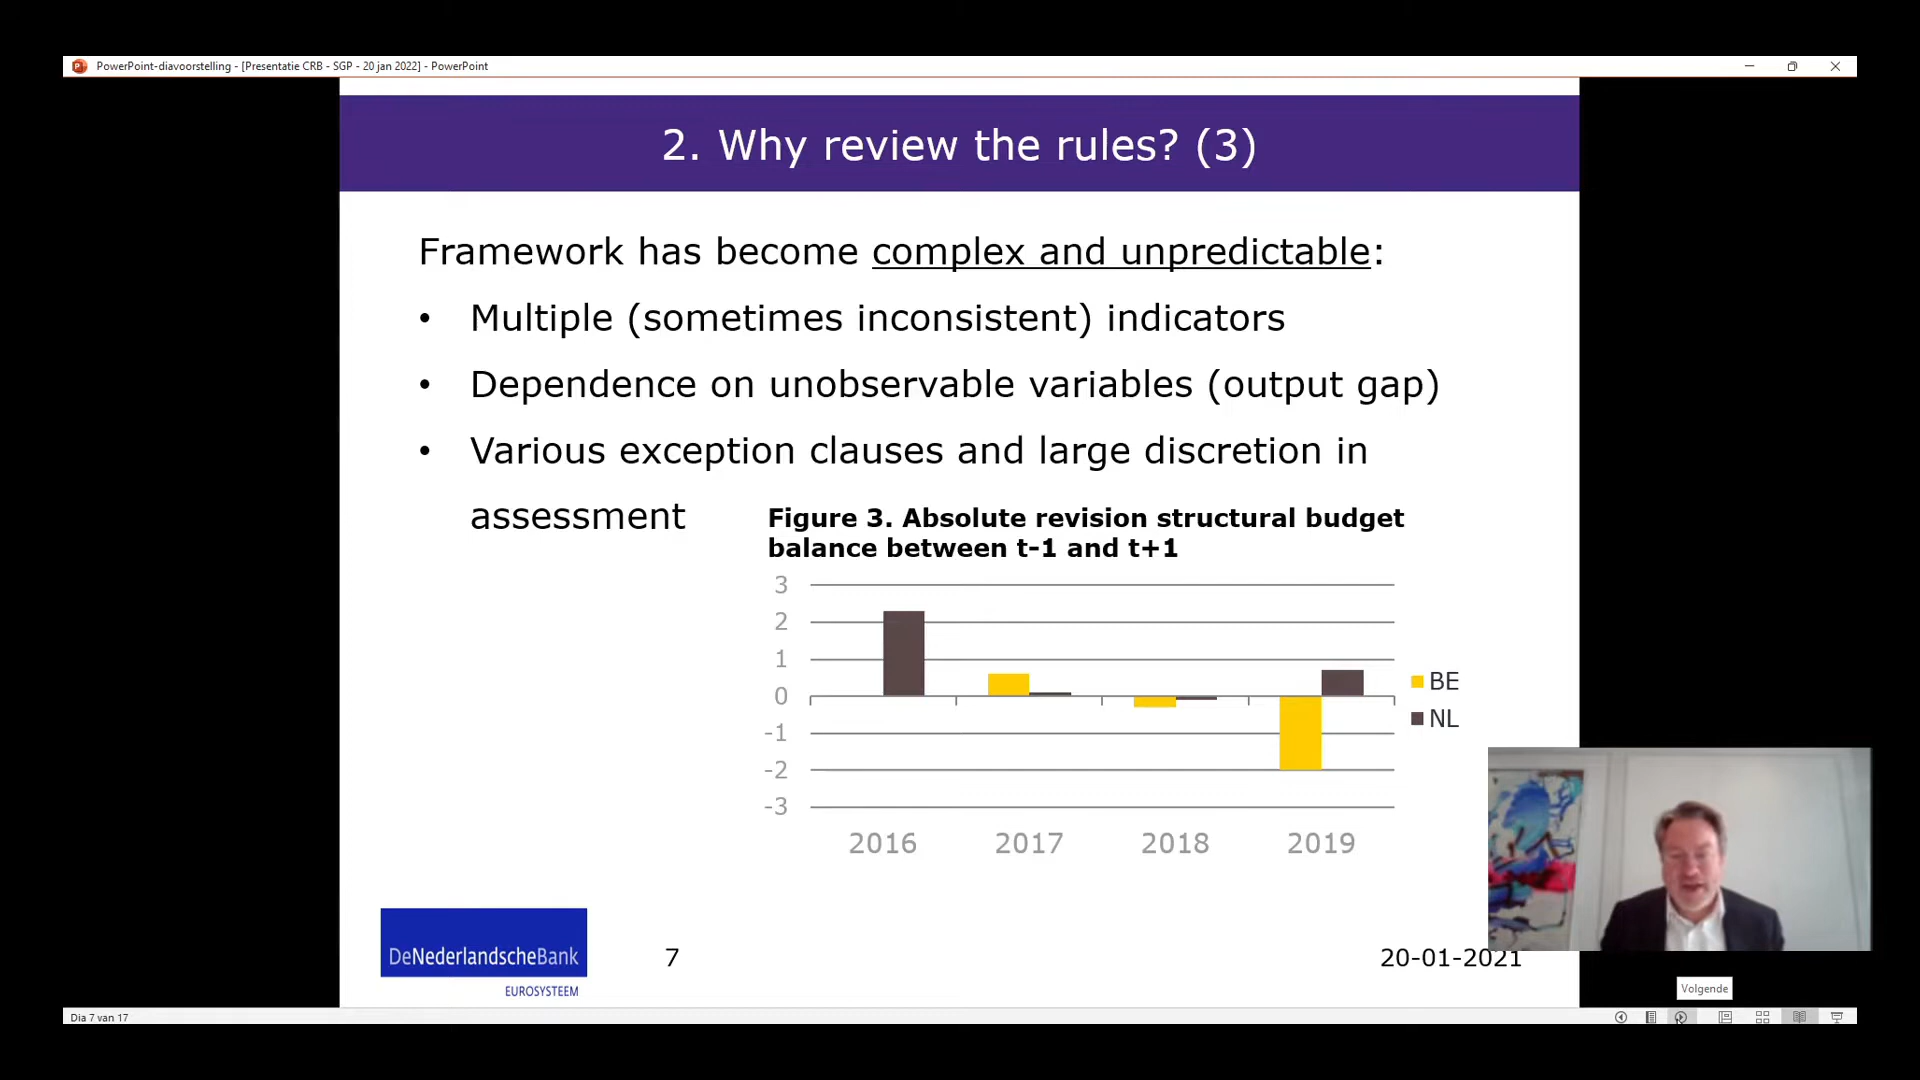 PowerPoint-diavoorstelling - [Presentatie CRB - SGP - 20 jan 2022] - PowerPoint
2. Why review the rules? (3)
Framework has become complex and unpredictable:
• Multiple (sometimes inconsistent) indicators
• Dependence on unobservable variables (output gap)
• Various exception clauses and large discretion in
assessment
Figure 3. Absolute revision structural budget
balance between t-1 and t+1
3
2
1
0
-1
-2
-3
2016 2017 2018 2019
BE
NL
DeNederlandscheBank
EUROSYSTEEM
7
20-01-2021
Volgende
Dia 7 van 17